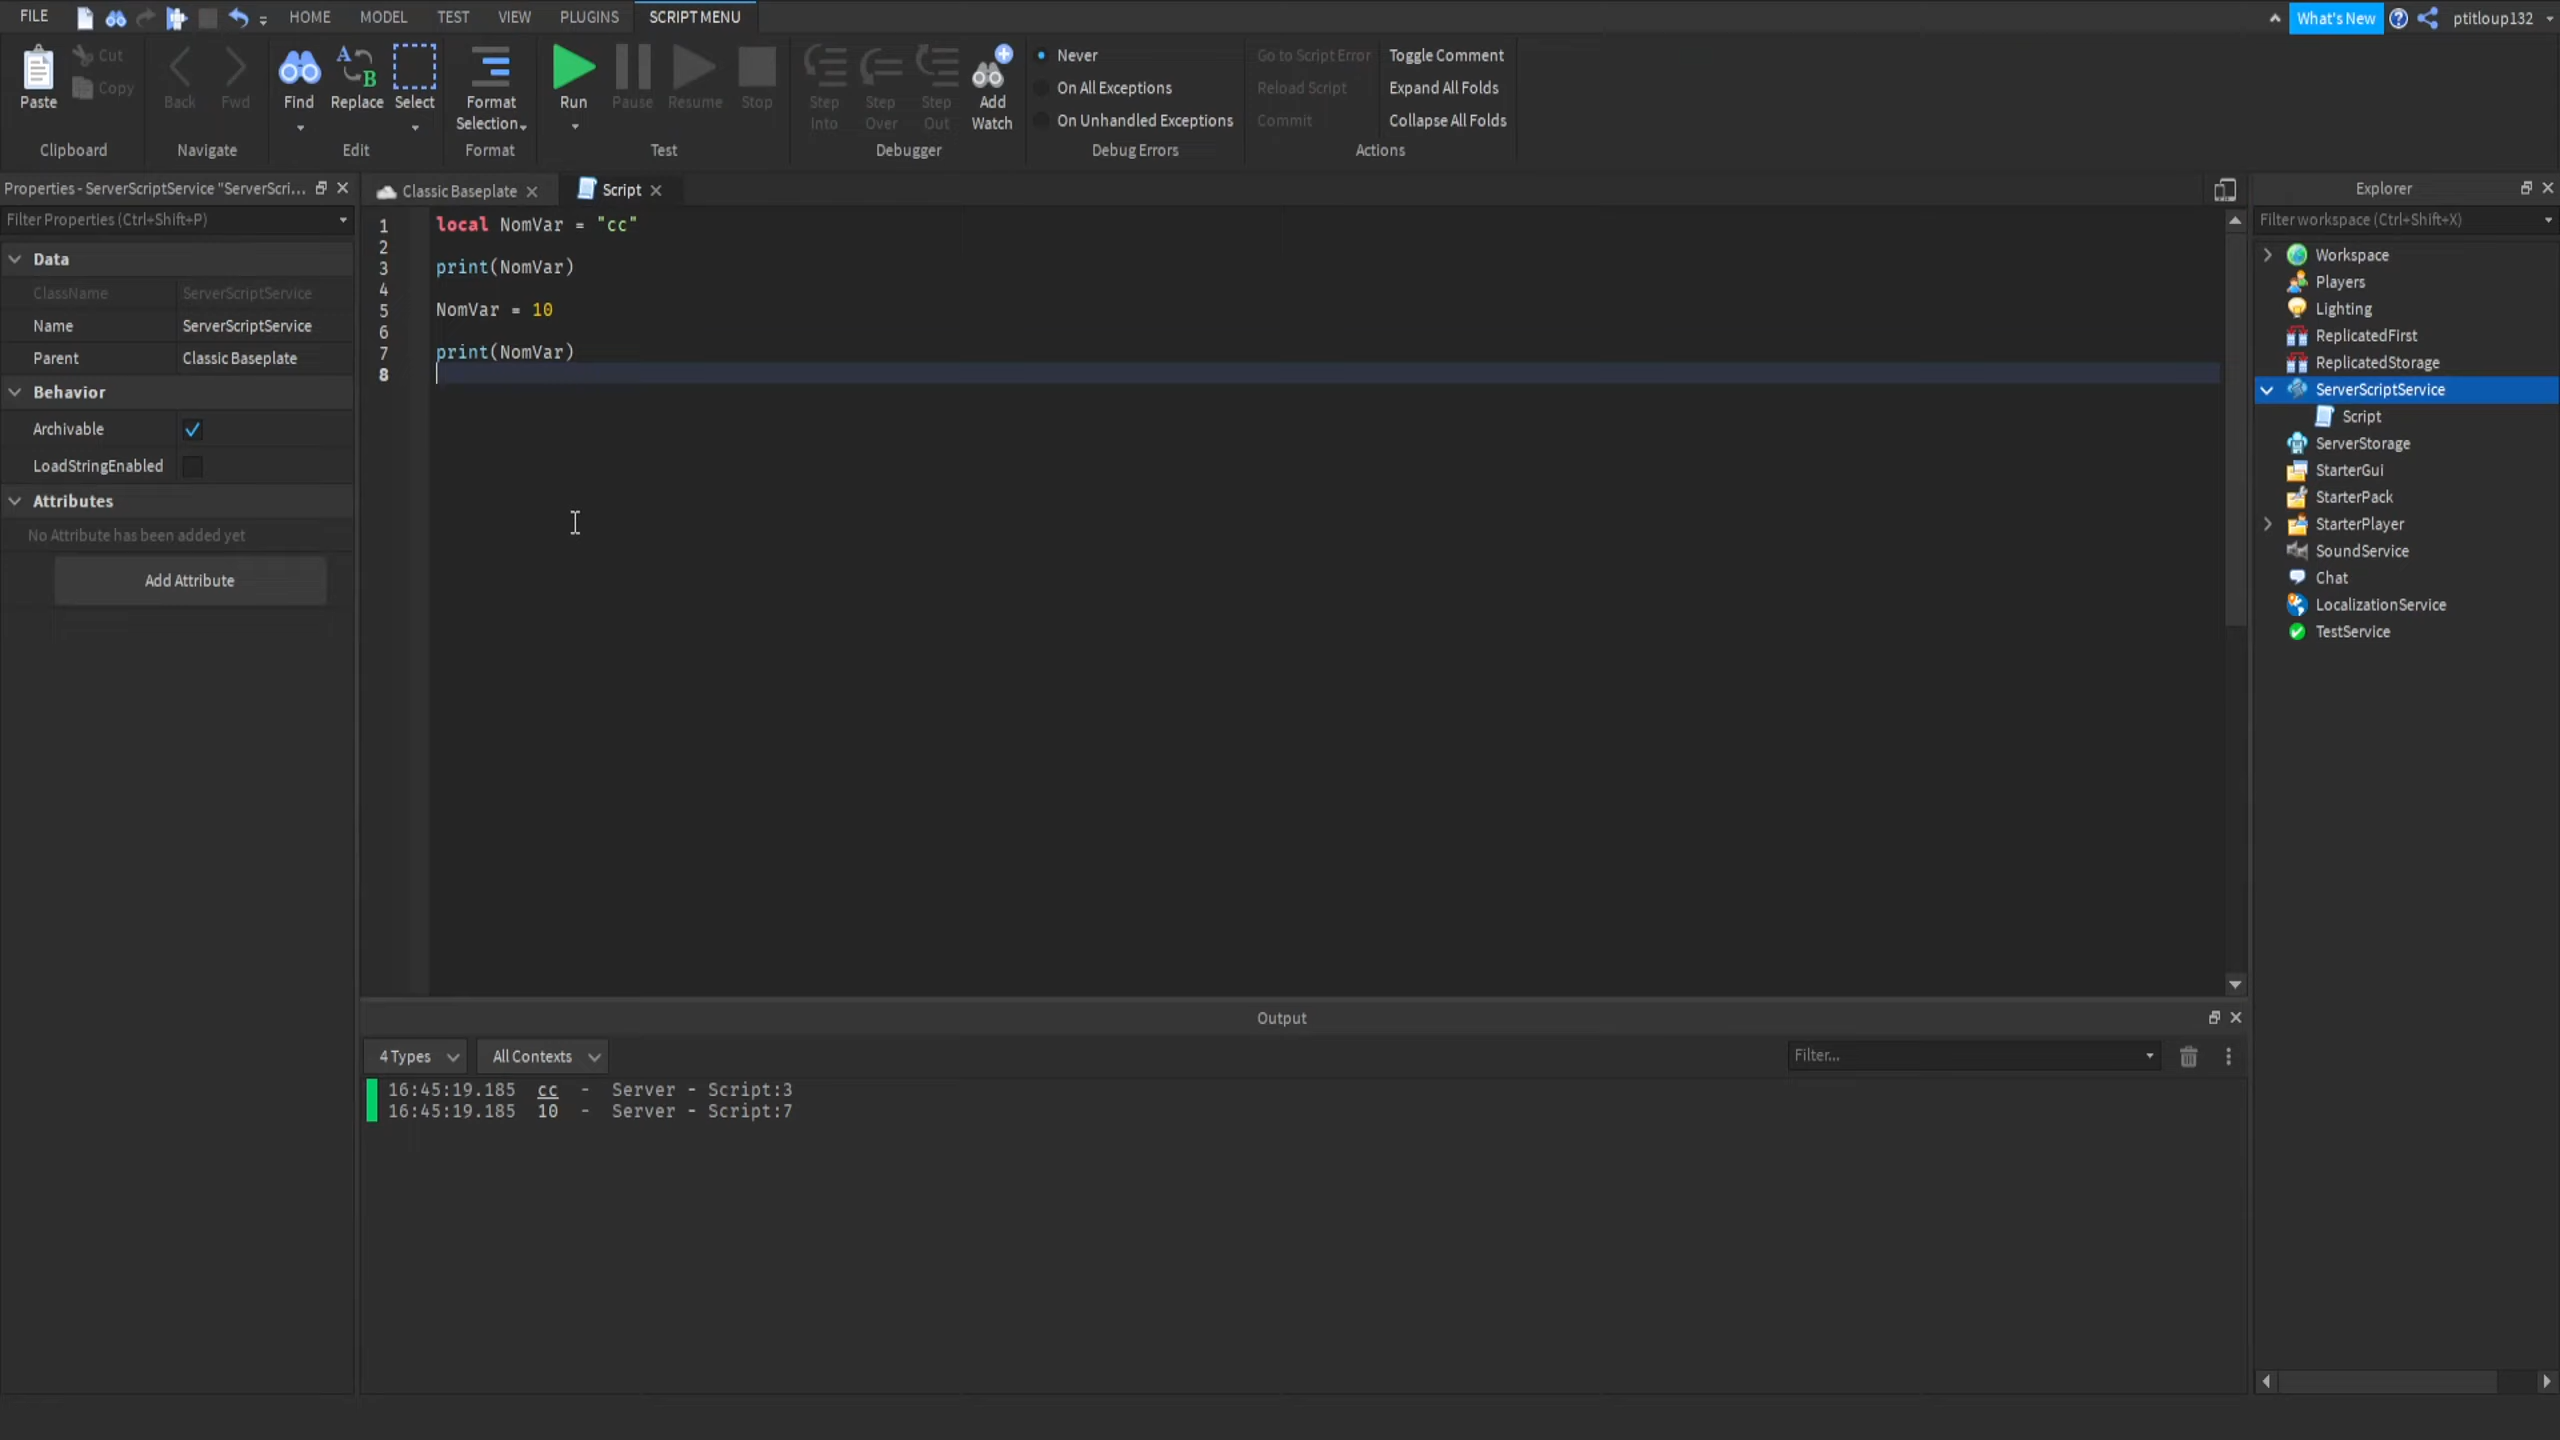 FILE HOME MODEL TEST VIEW PLUGINS SCRIPT MENU What's New ptitloup132
Paste Cut Copy Back Fwd Find Replace Select Format Selection Run Pause Resume Stop Step Into Step Over Step Out Add Watch
Never
On All Exceptions
On Unhandled Exceptions
Go to Script Error
Reload Script
Commit
Toggle Comment
Expand All Folds
Collapse All Folds
Clipboard Navigate Edit Format Test Debugger Debug Errors Actions
Properties - ServerScriptService "ServerScri...
Filter Properties (Ctrl+Shift+P)
Data
ClassName ServerScriptService
Name ServerScriptService
Parent Classic Baseplate
Behavior
Archivable
LoadStringEnabled
Attributes
No Attribute has been added yet
Add Attribute
Classic Baseplate Script
1 local NomVar = "cc"
2
3 print(NomVar)
4
5 NomVar = 10
6
7 print(NomVar)
8
Output
4 Types All Contexts Filter...
16:45:19.185 cc - Server - Script:3
16:45:19.185 10 - Server - Script:7
Explorer
Filter workspace (Ctrl+Shift+X)
Workspace
Players
Lighting
ReplicatedFirst
ReplicatedStorage
ServerScriptService
Script
ServerStorage
StarterGui
StarterPack
StarterPlayer
SoundService
Chat
LocalizationService
TestService